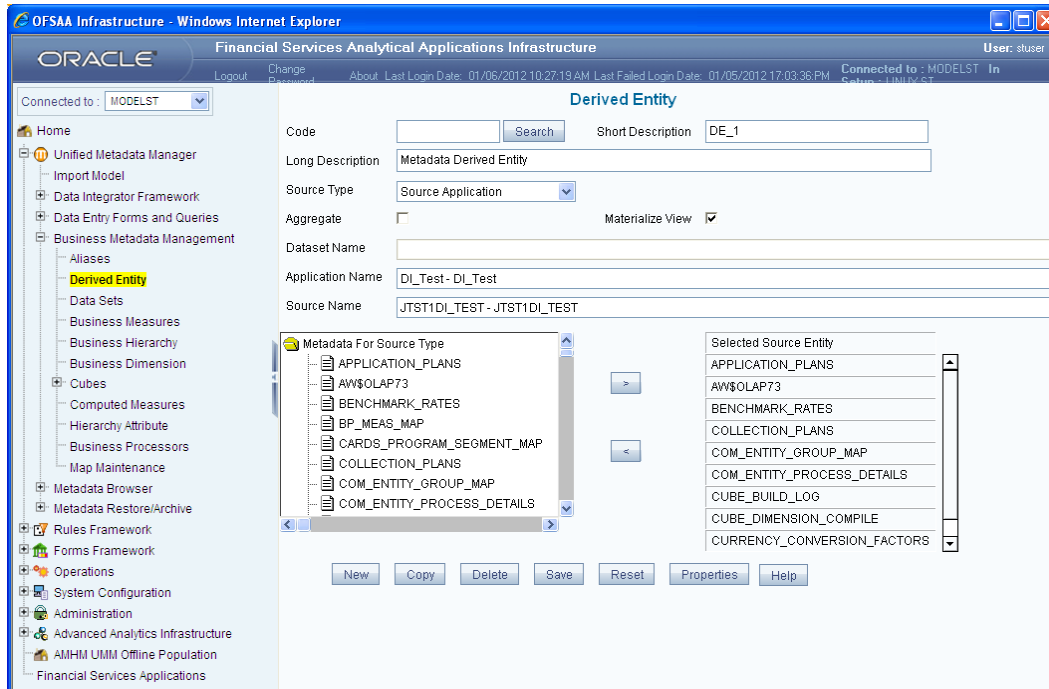 OFSAA Infrastructure - Windows Internet Explorer
ORACLE
Financial Services Analytical Applications Infrastructure
User: stuser
Logout
Change Password
About Last Login Date: 01/06/2012 10:27:19 AM Last Failed Login Date: 01/05/2012 17:03:36:PM
Connected to : MODELST In
Setup : LINUX ST
Connected to : MODELST
Home
Unified Metadata Manager
Import Model
Data Integrator Framework
Data Entry Forms and Queries
Business Metadata Management
Aliases
Derived Entity
Data Sets
Business Measures
Business Hierarchy
Business Dimension
Cubes
Computed Measures
Hierarchy Attribute
Business Processors
Map Maintenance
Metadata Browser
Metadata Restore/Archive
Rules Framework
Forms Framework
Operations
System Configuration
Administration
Advanced Analytics Infrastructure
AMHM UMM Offline Population
Financial Services Applications
Derived Entity
Code Search Short Description DE_1
Long Description Metadata Derived Entity
Source Type Source Application
Aggregate Materialize View
Dataset Name
Application Name DI_Test - DI_Test
Source Name JTST1DI_TEST - JTST1DI_TEST
Metadata For Source Type
APPLICATION_PLANS
AW$OLAP73
BENCHMARK_RATES
BP_MEAS_MAP
CARDS_PROGRAM_SEGMENT_MAP
COLLECTION_PLANS
COM_ENTITY_GROUP_MAP
COM_ENTITY_PROCESS_DETAILS
>
<
Selected Source Entity
APPLICATION_PLANS
AW$OLAP73
BENCHMARK_RATES
COLLECTION_PLANS
COM_ENTITY_GROUP_MAP
COM_ENTITY_PROCESS_DETAILS
CUBE_BUILD_LOG
CUBE_DIMENSION_COMPILE
CURRENCY_CONVERSION_FACTORS
New Copy Delete Save Reset Properties Help